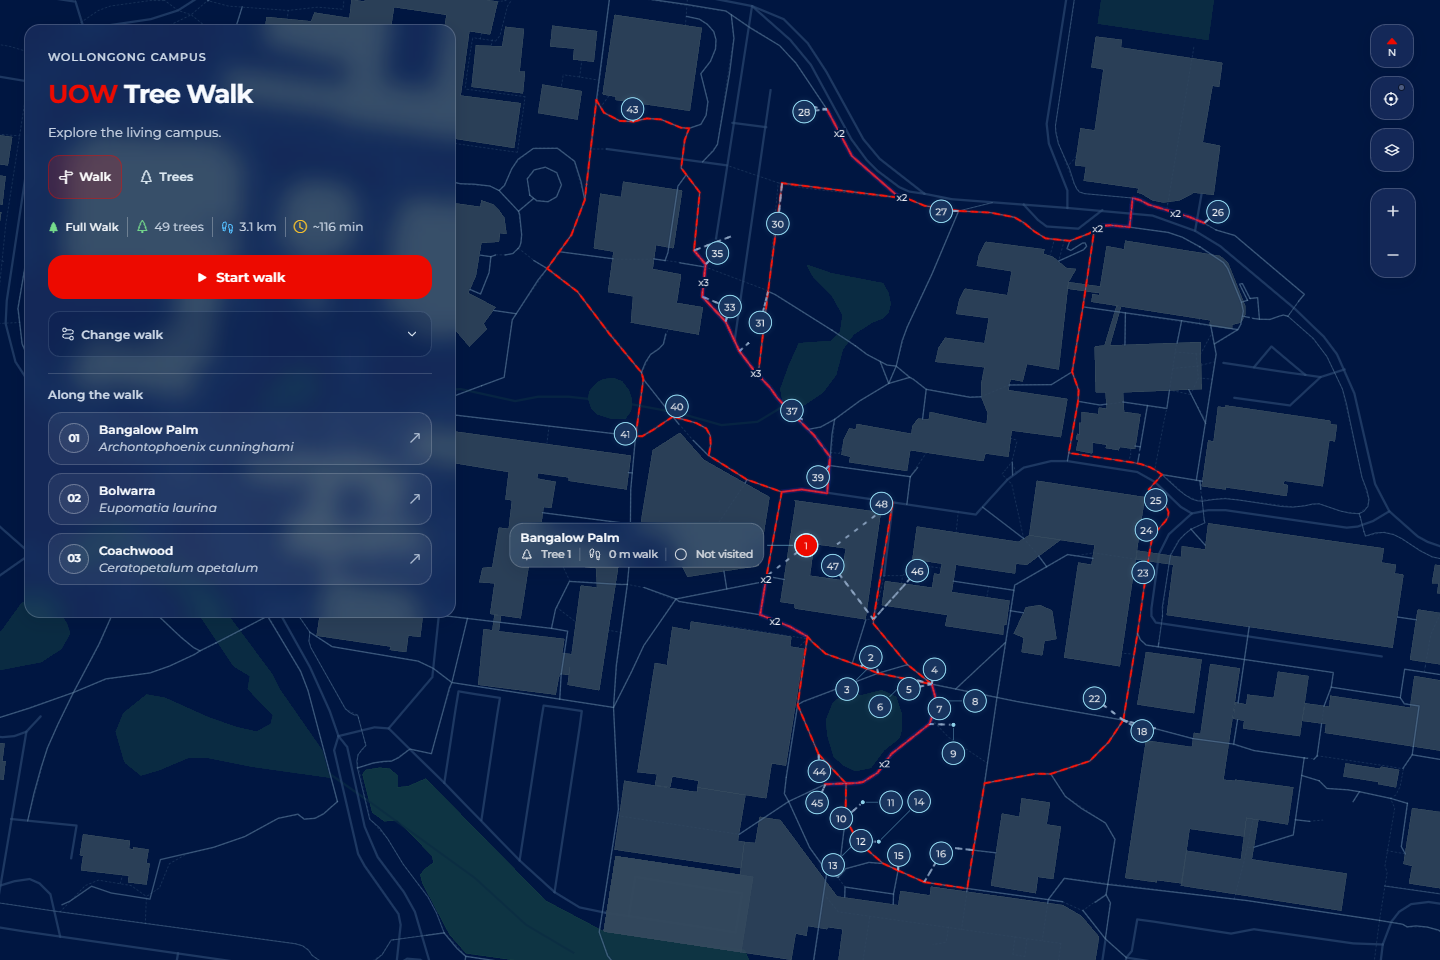 WOLLONGONG CAMPUS
UOW Tree Walk
Explore the living campus.
Walk
Trees
Full Walk
49 trees
3.1 km
~116 min
Start walk
Change walk
Along the walk
01
Bangalow Palm
Archontophoenix cunninghami
02
Bolwarra
Eupomatia laurina
03
Coachwood
Ceratopetalum apetalum
N
+
−
43
28
x2
x2
27
x2
26
x2
30
35
x3
33
31
x3
37
40
41
39
48
25
24
23
Bangalow Palm
Tree 1
0 m walk
Not visited
1
47
46
x2
x2
2
4
3
5
6
7
8
22
18
9
x2
44
45
11
14
10
12
13
15
16